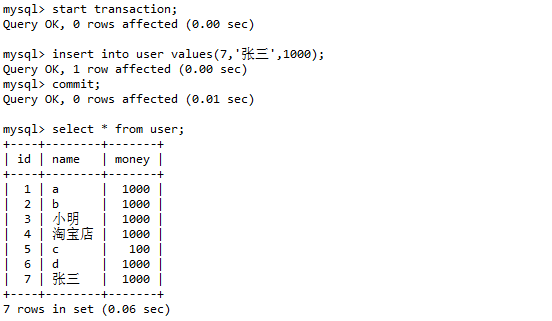 mysql> start transaction;
Query OK, 0 rows affected (0.00 sec)
mysql> insert into user values(7,'张三',1000);
Query OK, 1 row affected (0.00 sec)
mysql> commit;
Query OK, 0 rows affected (0.01 sec)
mysql> select * from user;
+----+--------+-------+
| id | name   | money |
+----+--------+-------+
|  1 | a      |  1000 |
|  2 | b      |  1000 |
|  3 | 小明   |  1000 |
|  4 | 淘宝店 |  1000 |
|  5 | c      |   100 |
|  6 | d      |  1000 |
|  7 | 张三   |  1000 |
+----+--------+-------+
7 rows in set (0.06 sec)